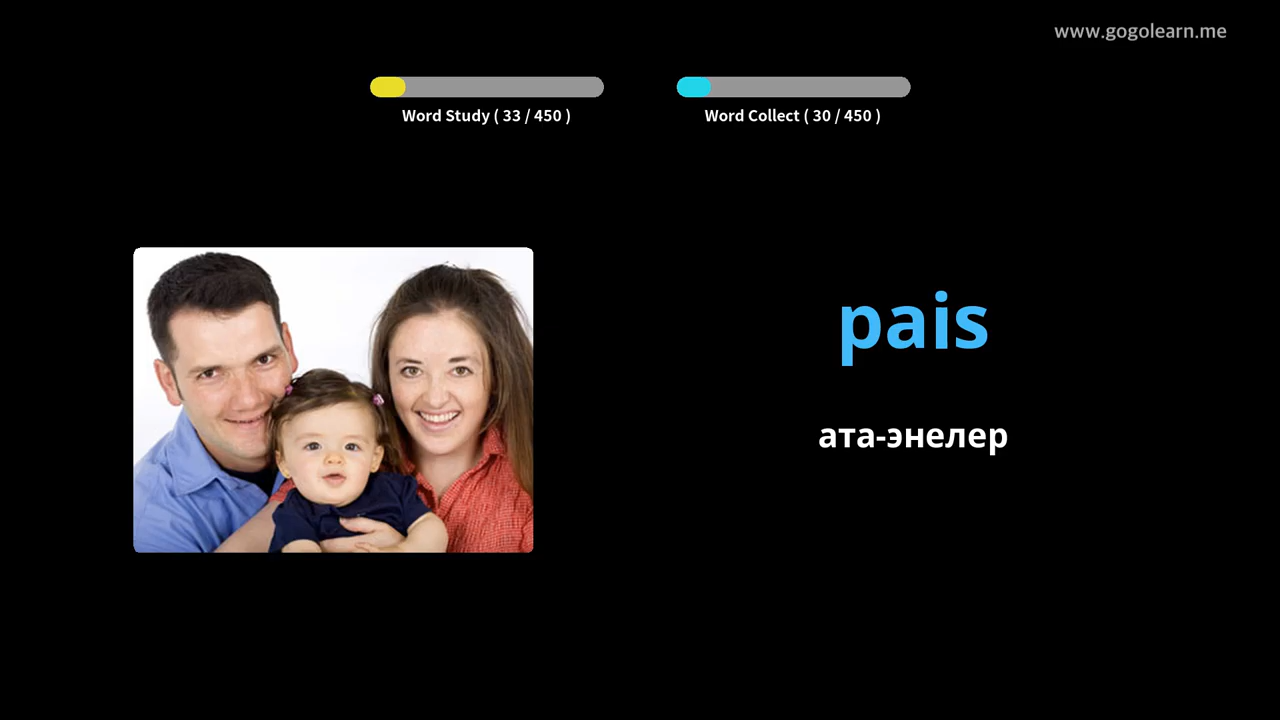 www.gogolearn.me
Word Study ( 33 / 450 )
Word Collect ( 30 / 450 )
pais
ата-энелер